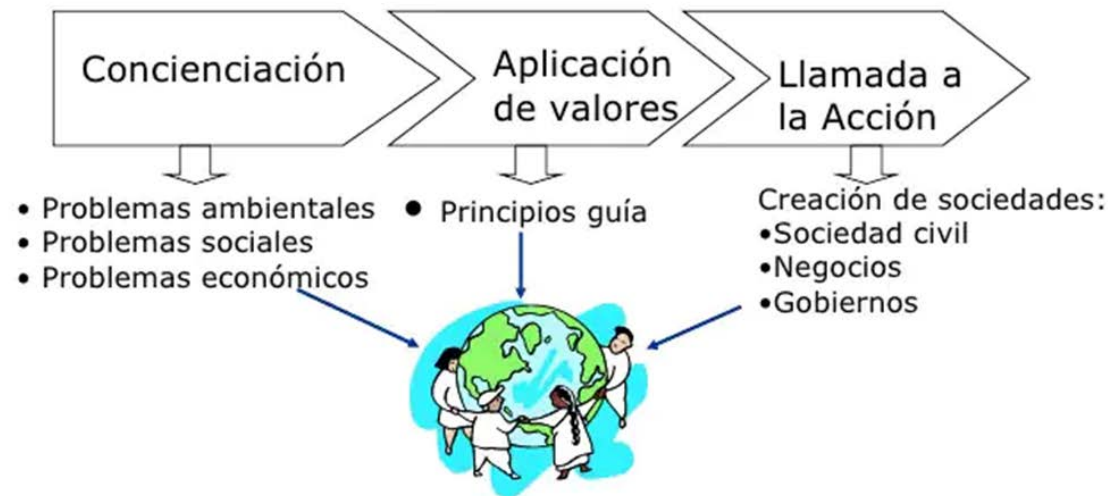 Concienciación
Aplicación
de valores
Llamada a
la Acción
• Problemas ambientales
• Problemas sociales
• Problemas económicos
• Principios guía
Creación de sociedades:
•Sociedad civil
•Negocios
•Gobiernos